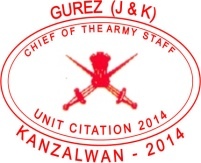 GUREZ (J & K)
CHIEF OF THE ARMY STAFF
UNIT CITATION 2014
KANZALWAN - 2014